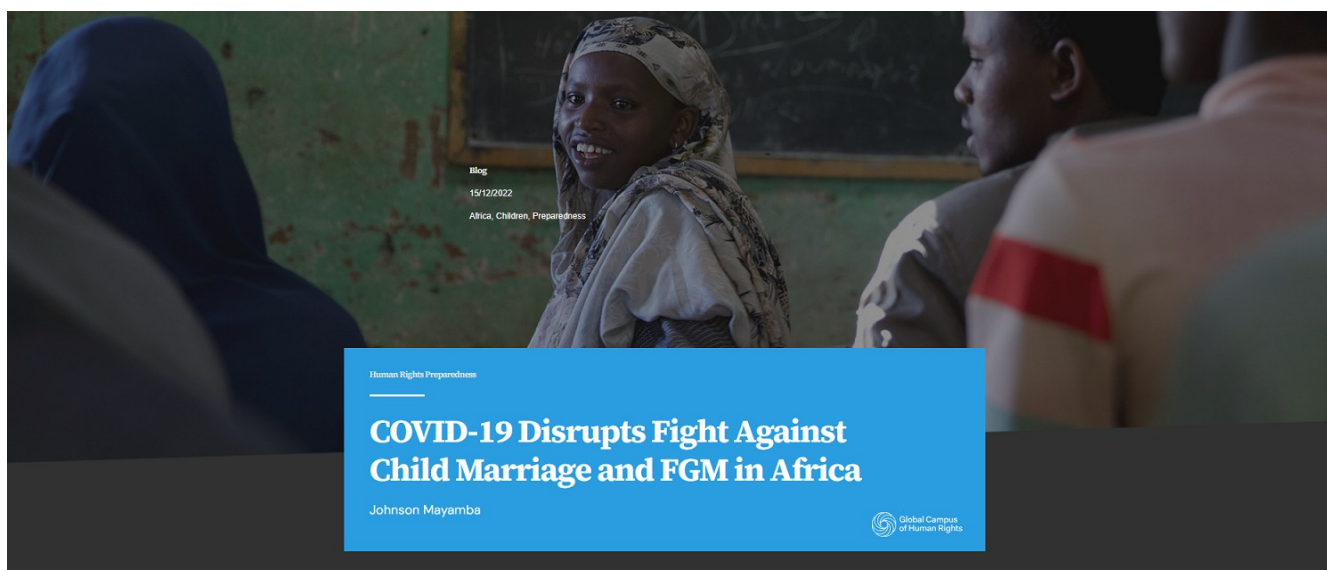 Blog
15/12/2022
Africa, Children, Preparedness
Human Rights Preparedness
COVID-19 Disrupts Fight Against
Child Marriage and FGM in Africa
Johnson Mayamba
Global Campus
of Human Rights